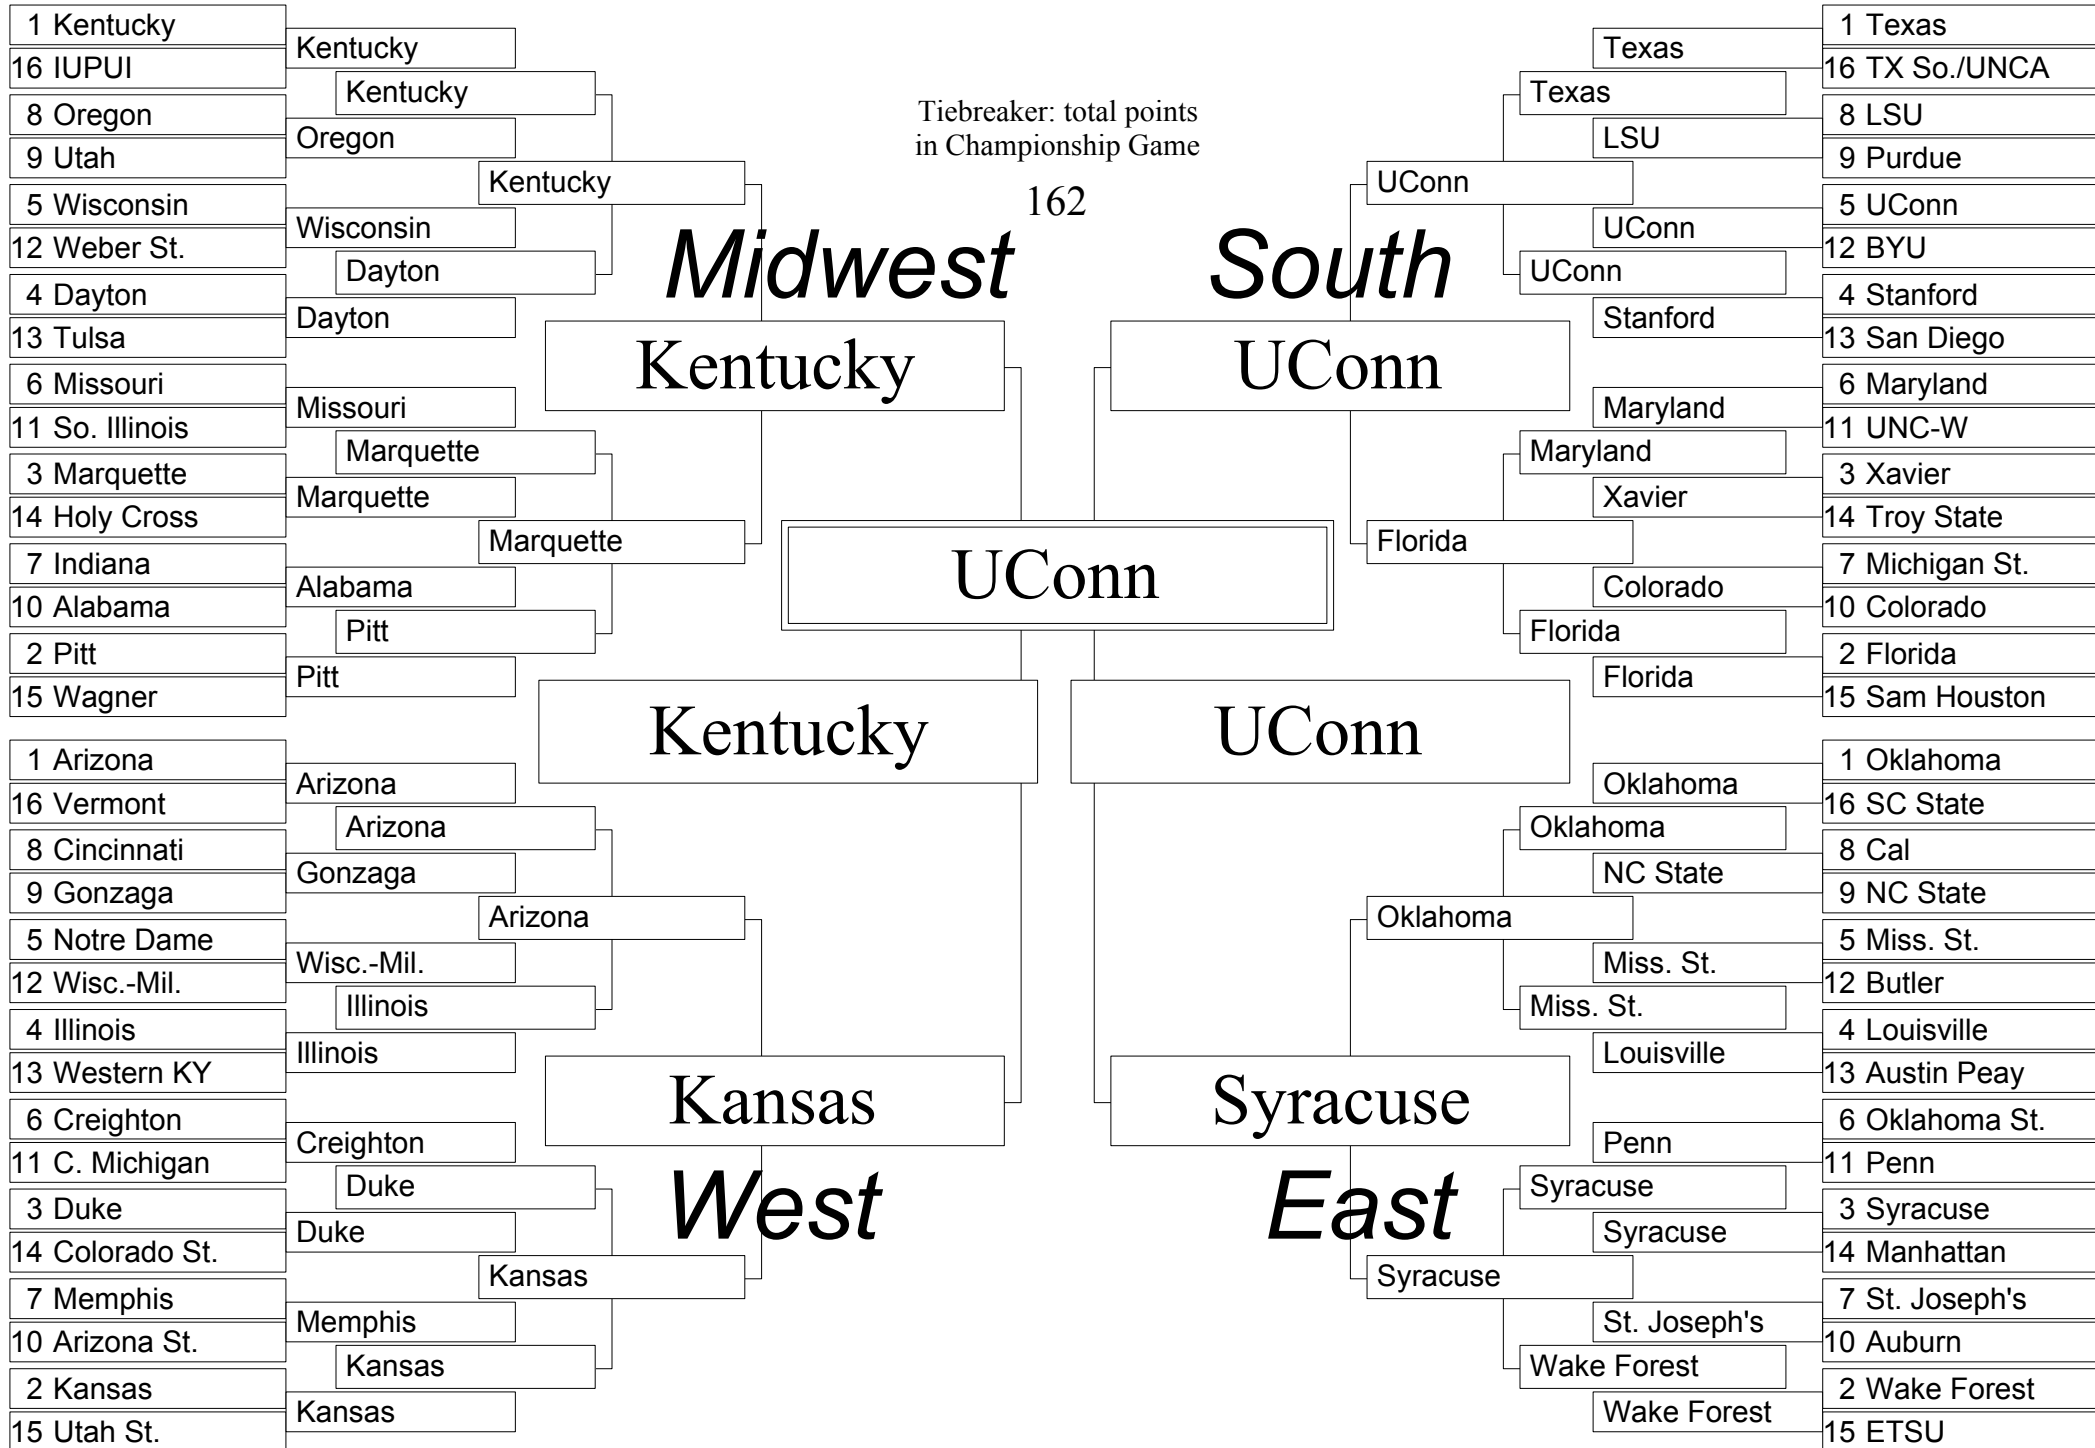 1 Kentucky
16 IUPUI
8 Oregon
9 Utah
5 Wisconsin
12 Weber St.
4 Dayton
13 Tulsa
6 Missouri
11 So. Illinois
3 Marquette
14 Holy Cross
7 Indiana
10 Alabama
2 Pitt
15 Wagner
1 Arizona
16 Vermont
8 Cincinnati
9 Gonzaga
5 Notre Dame
12 Wisc.-Mil.
4 Illinois
13 Western KY
6 Creighton
11 C. Michigan
3 Duke
14 Colorado St.
7 Memphis
10 Arizona St.
2 Kansas
15 Utah St.
Kentucky
Oregon
Wisconsin
Dayton
Missouri
Marquette
Alabama
Pitt
Arizona
Gonzaga
Wisc.-Mil.
Illinois
Creighton
Duke
Memphis
Kansas
Kentucky
Dayton
Marquette
Pitt
Arizona
Illinois
Duke
Kansas
Kentucky
Marquette
Arizona
Kansas
Midwest
Kentucky
Kentucky
Kansas
West
Tiebreaker: total points
in Championship Game
162
UConn
South
UConn
UConn
Syracuse
East
UConn
Florida
Oklahoma
Syracuse
Texas
UConn
Maryland
Florida
Oklahoma
Miss. St.
Syracuse
Wake Forest
Texas
LSU
UConn
Stanford
Maryland
Xavier
Colorado
Florida
Oklahoma
NC State
Miss. St.
Louisville
Penn
Syracuse
St. Joseph's
Wake Forest
1 Texas
16 TX So./UNCA
8 LSU
9 Purdue
5 UConn
12 BYU
4 Stanford
13 San Diego
6 Maryland
11 UNC-W
3 Xavier
14 Troy State
7 Michigan St.
10 Colorado
2 Florida
15 Sam Houston
1 Oklahoma
16 SC State
8 Cal
9 NC State
5 Miss. St.
12 Butler
4 Louisville
13 Austin Peay
6 Oklahoma St.
11 Penn
3 Syracuse
14 Manhattan
7 St. Joseph's
10 Auburn
2 Wake Forest
15 ETSU